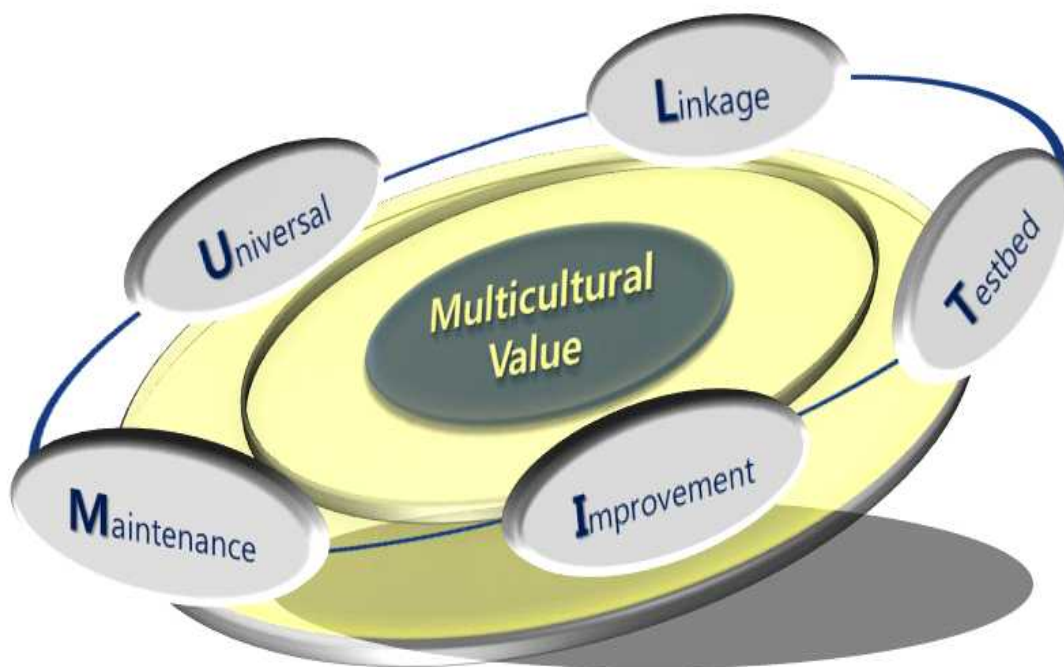 Maintenance
Universal
Linkage
Testbed
Improvement
Multicultural
Value